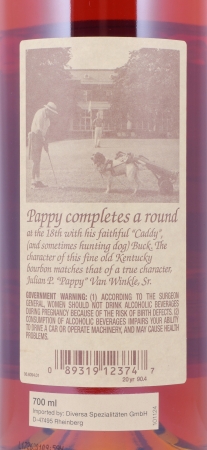 Pappy completes a round
at the 18th with his faithful "Caddy",
(and sometimes hunting dog) Buck. The
character of this fine old Kentucky
bourbon matches that of a true character,
Julian P. "Pappy" Van Winkle, Sr.
GOVERNMENT WARNING: (1) ACCORDING TO THE SURGEON
GENERAL, WOMEN SHOULD NOT DRINK ALCOHOLIC BEVERAGES
DURING PREGNANCY BECAUSE OF THE RISK OF BIRTH DEFECTS. (2)
CONSUMPTION OF ALCOHOLIC BEVERAGES IMPAIRS YOUR ABILITY
TO DRIVE A CAR OR OPERATE MACHINERY, AND MAY CAUSE HEALTH
PROBLEMS.
0 89319 12374 7
20 yr 90.4
700 ml
Imported by: Diversa Spezialitäten GmbH
D-47495 Rheinberg